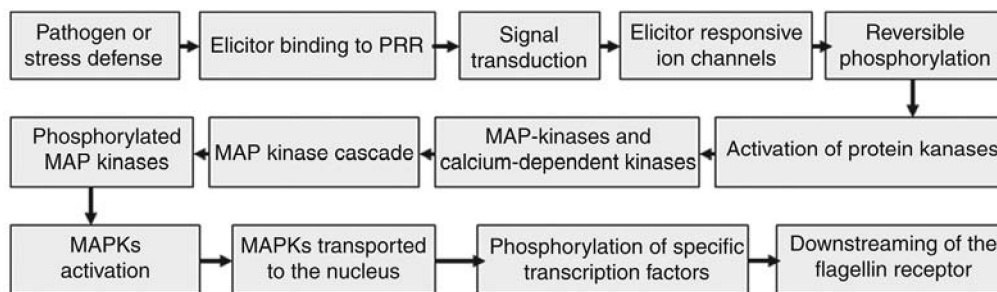 Pathogen or
stress defense
Elicitor binding to PRR
Signal
transduction
Elicitor responsive
ion channels
Reversible
phosphorylation
Activation of protein kanases
MAP-kinases and
calcium-dependent kinases
MAP kinase cascade
Phosphorylated
MAP kinases
MAPKs
activation
MAPKs transported
to the nucleus
Phosphorylation of specific
transcription factors
Downstreaming of the
flagellin receptor